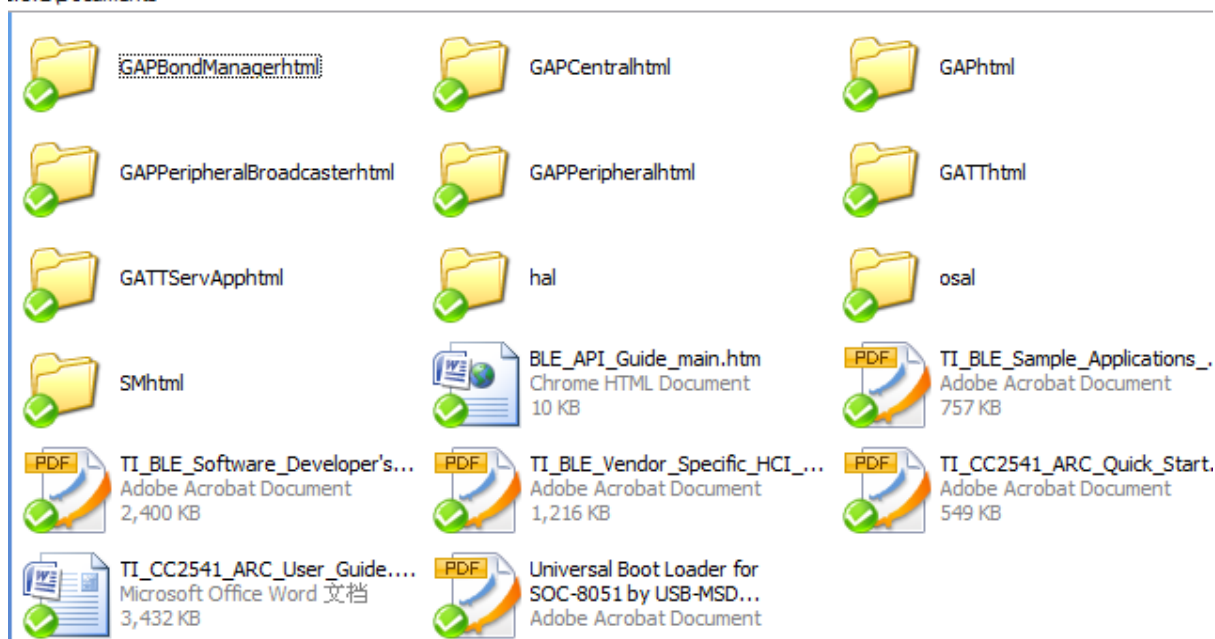 GAPBondManagerhtml
GAPCentralhtml
GAPhtml
GAPPeripheralBroadcasterhtml
GAPPeripheralhtml
GATThtml
GATTServApphtml
hal
osal
SMhtml
BLE_API_Guide_main.htm
Chrome HTML Document
10 KB
PDF
TI_BLE_Sample_Applications_.
Adobe Acrobat Document
757 KB
PDF
TI_BLE_Software_Developer's...
Adobe Acrobat Document
2,400 KB
PDF
TI_BLE_Vendor_Specific_HCI_...
Adobe Acrobat Document
1,216 KB
PDF
TI_CC2541_ARC_Quick_Start.
Adobe Acrobat Document
549 KB
TI_CC2541_ARC_User_Guide....
Microsoft Office Word 文档
3,432 KB
PDF
Universal Boot Loader for
SOC-8051 by USB-MSD...
Adobe Acrobat Document